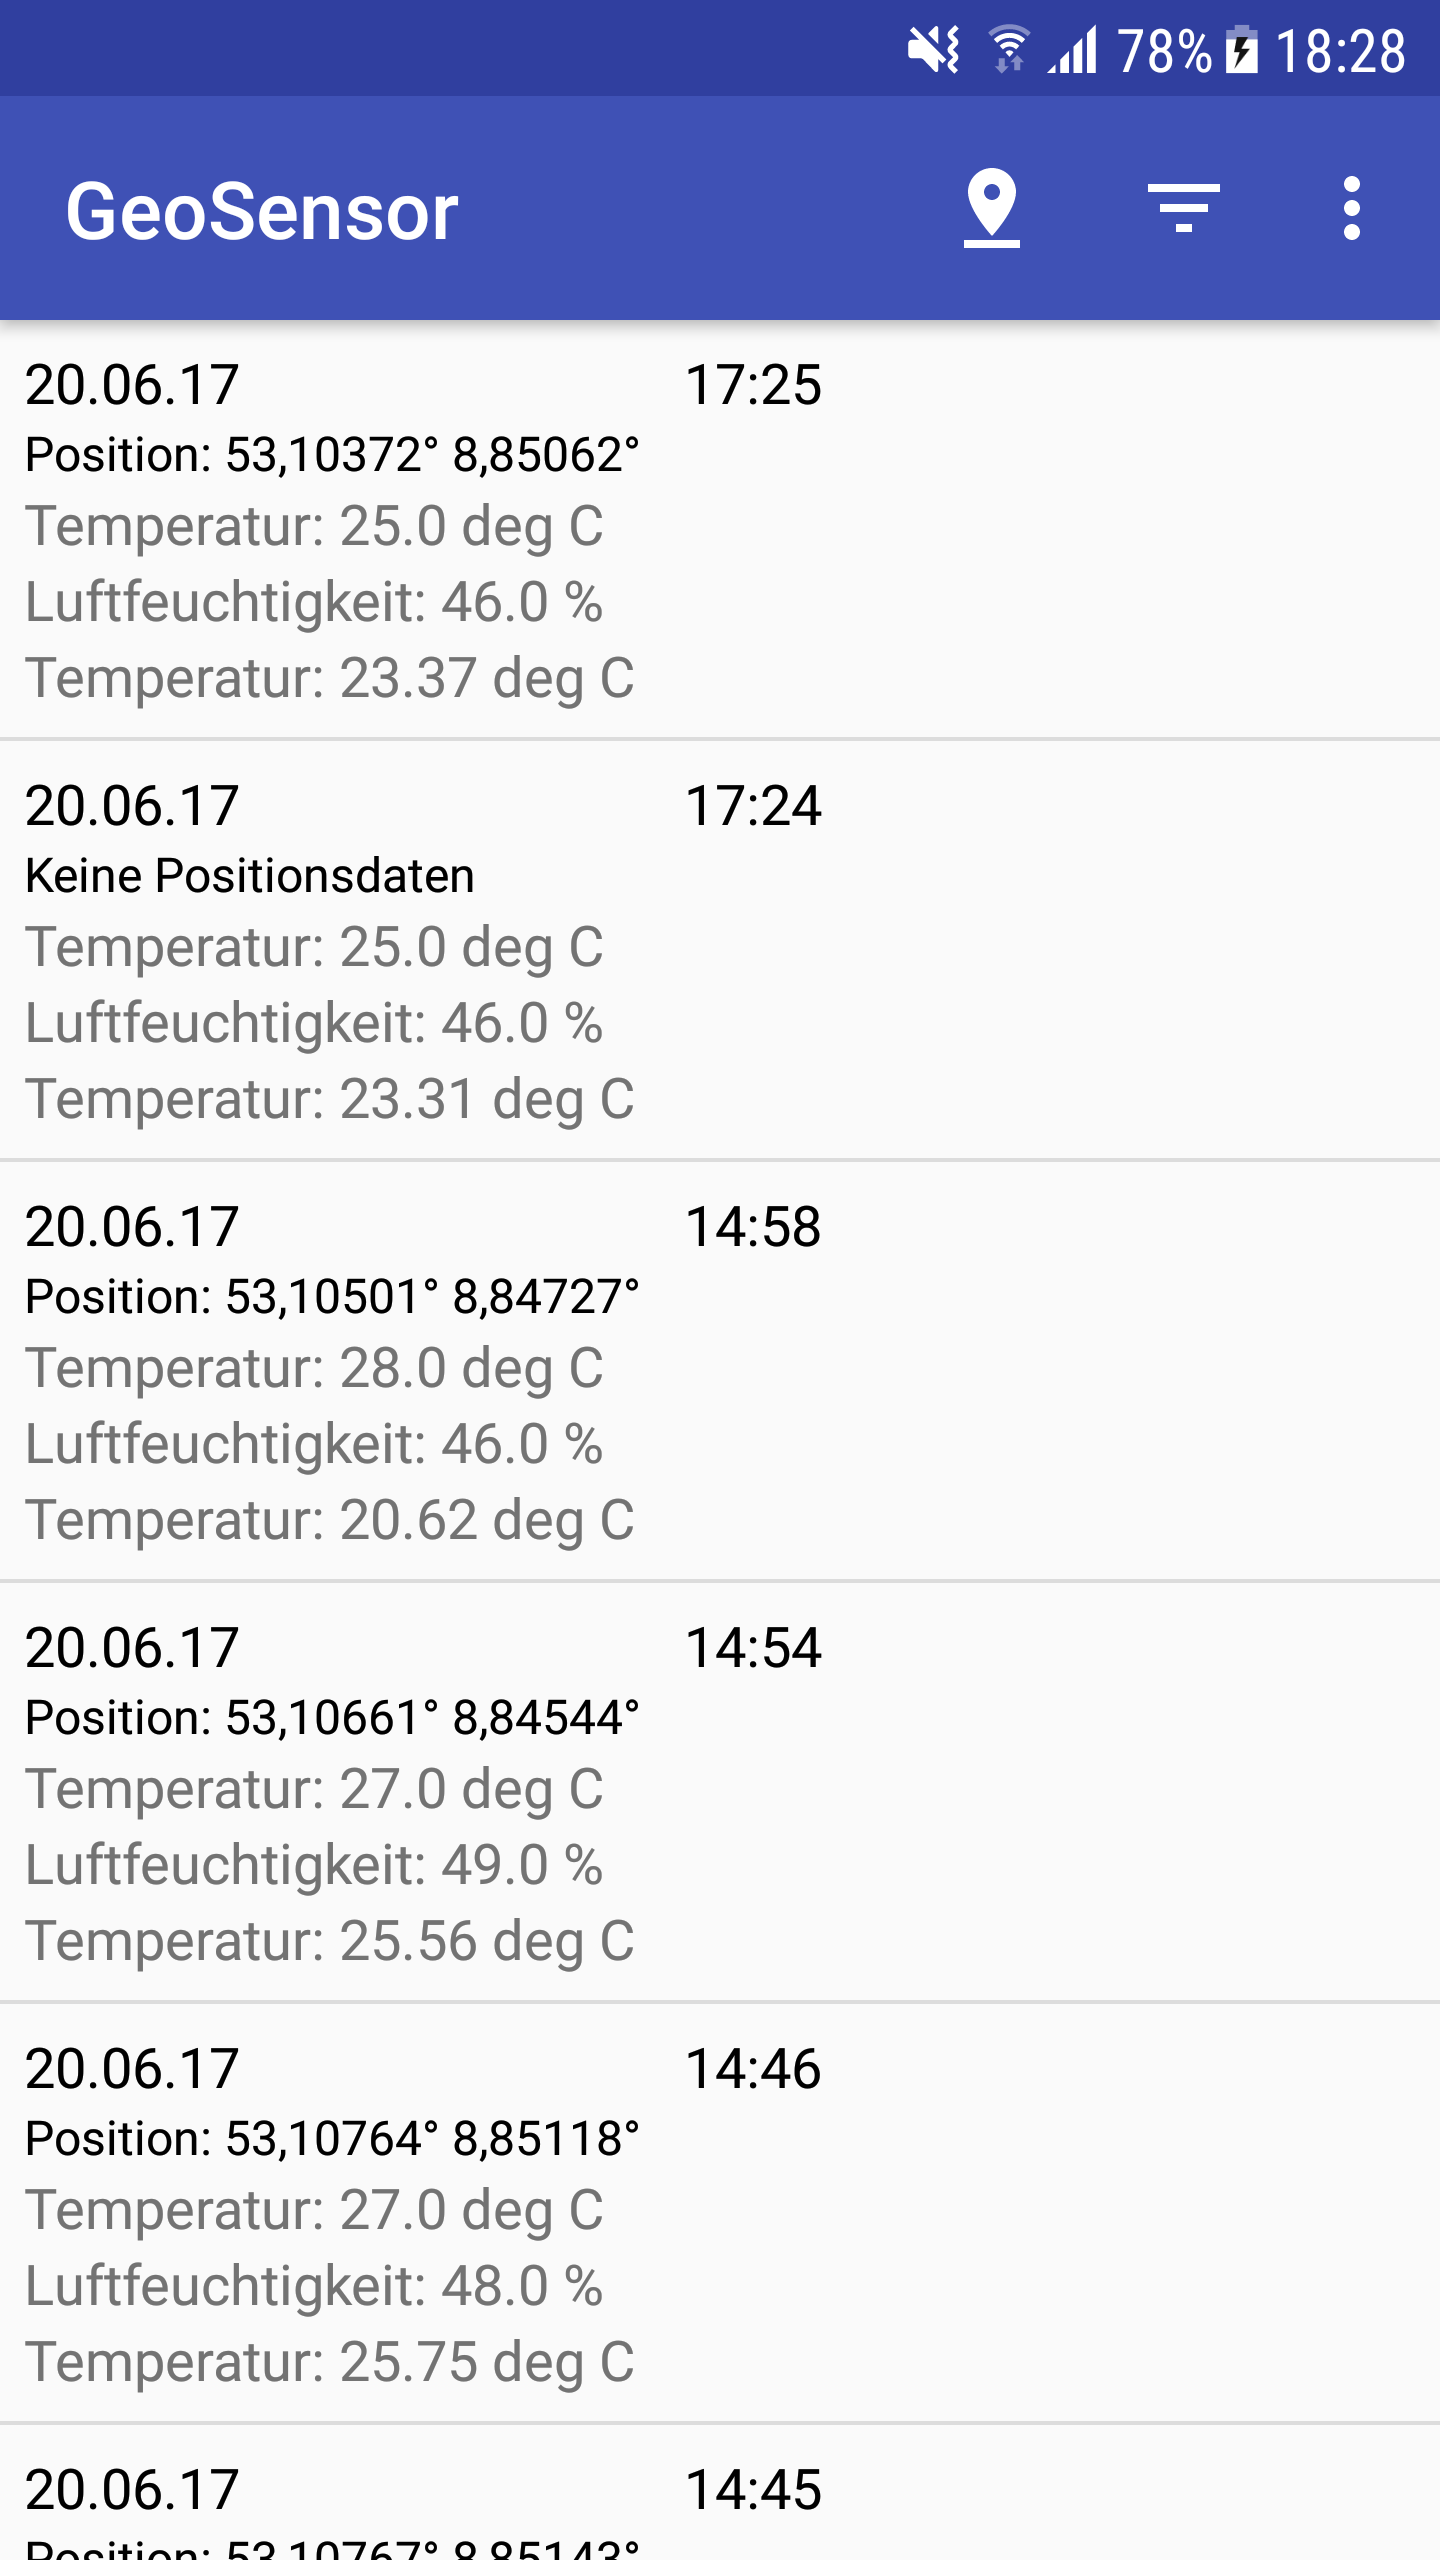 78% 18:28
GeoSensor
20.06.17 17:25
Position: 53,10372° 8,85062°
Temperatur: 25.0 deg C
Luftfeuchtigkeit: 46.0 %
Temperatur: 23.37 deg C
20.06.17 17:24
Keine Positionsdaten
Temperatur: 25.0 deg C
Luftfeuchtigkeit: 46.0 %
Temperatur: 23.31 deg C
20.06.17 14:58
Position: 53,10501° 8,84727°
Temperatur: 28.0 deg C
Luftfeuchtigkeit: 46.0 %
Temperatur: 20.62 deg C
20.06.17 14:54
Position: 53,10661° 8,84544°
Temperatur: 27.0 deg C
Luftfeuchtigkeit: 49.0 %
Temperatur: 25.56 deg C
20.06.17 14:46
Position: 53,10764° 8,85118°
Temperatur: 27.0 deg C
Luftfeuchtigkeit: 48.0 %
Temperatur: 25.75 deg C
20.06.17 14:45
Position: 53,10767° 8,85143°